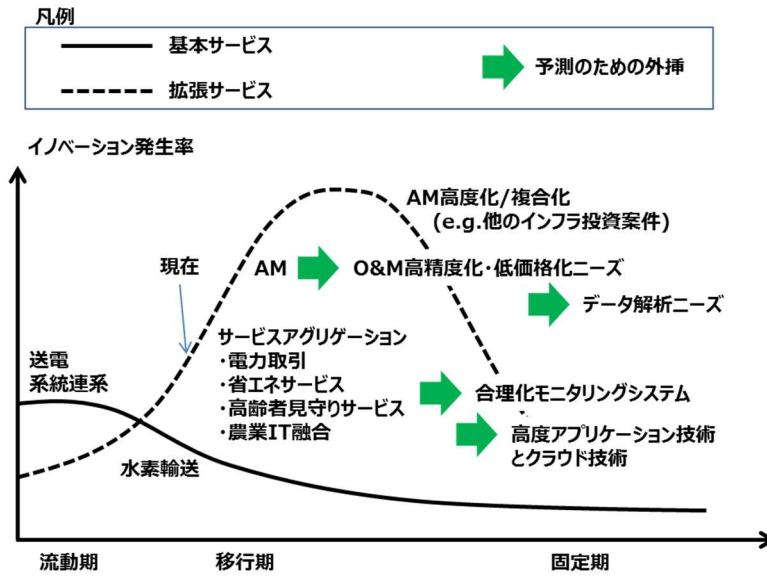 凡例
基本サービス
拡張サービス
予測のための外挿
イノベーション発生率
AM高度化/複合化
(e.g.他のインフラ投資案件)
現在
AM
O&M高精度化・低価格化ニーズ
データ解析ニーズ
サービスアグリゲーション
・電力取引
・省エネサービス
・高齢者見守りサービス
・農業IT融合
送電
系統連系
合理化モニタリングシステム
高度アプリケーション技術
とクラウド技術
水素輸送
流動期
移行期
固定期